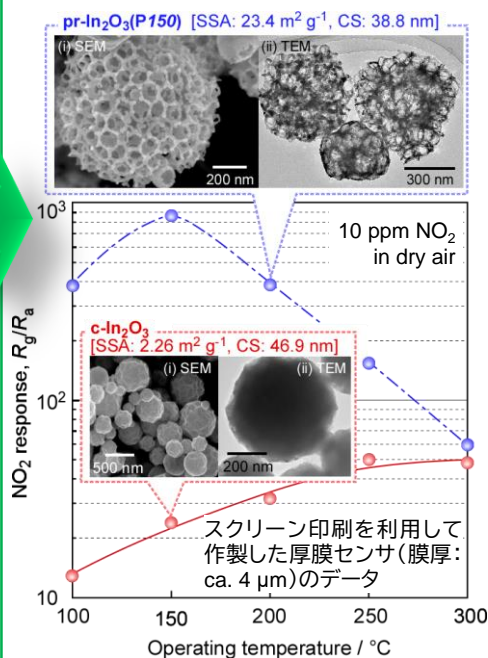 pr-In₂O₃(P150) [SSA: 23.4 m² g⁻¹, CS: 38.8 nm]
(i) SEM
(ii) TEM
200 nm
300 nm
10³
10 ppm NO₂
in dry air
c-In₂O₃
[SSA: 2.26 m² g⁻¹, CS: 46.9 nm]
(i) SEM
(ii) TEM
500 nm
200 nm
NO₂ response, Rg/Ra
10²
スクリーン印刷を利用して
作製した厚膜センサ(膜厚:
ca. 4 μm)のデータ
10
100
150
200
250
300
Operating temperature / °C